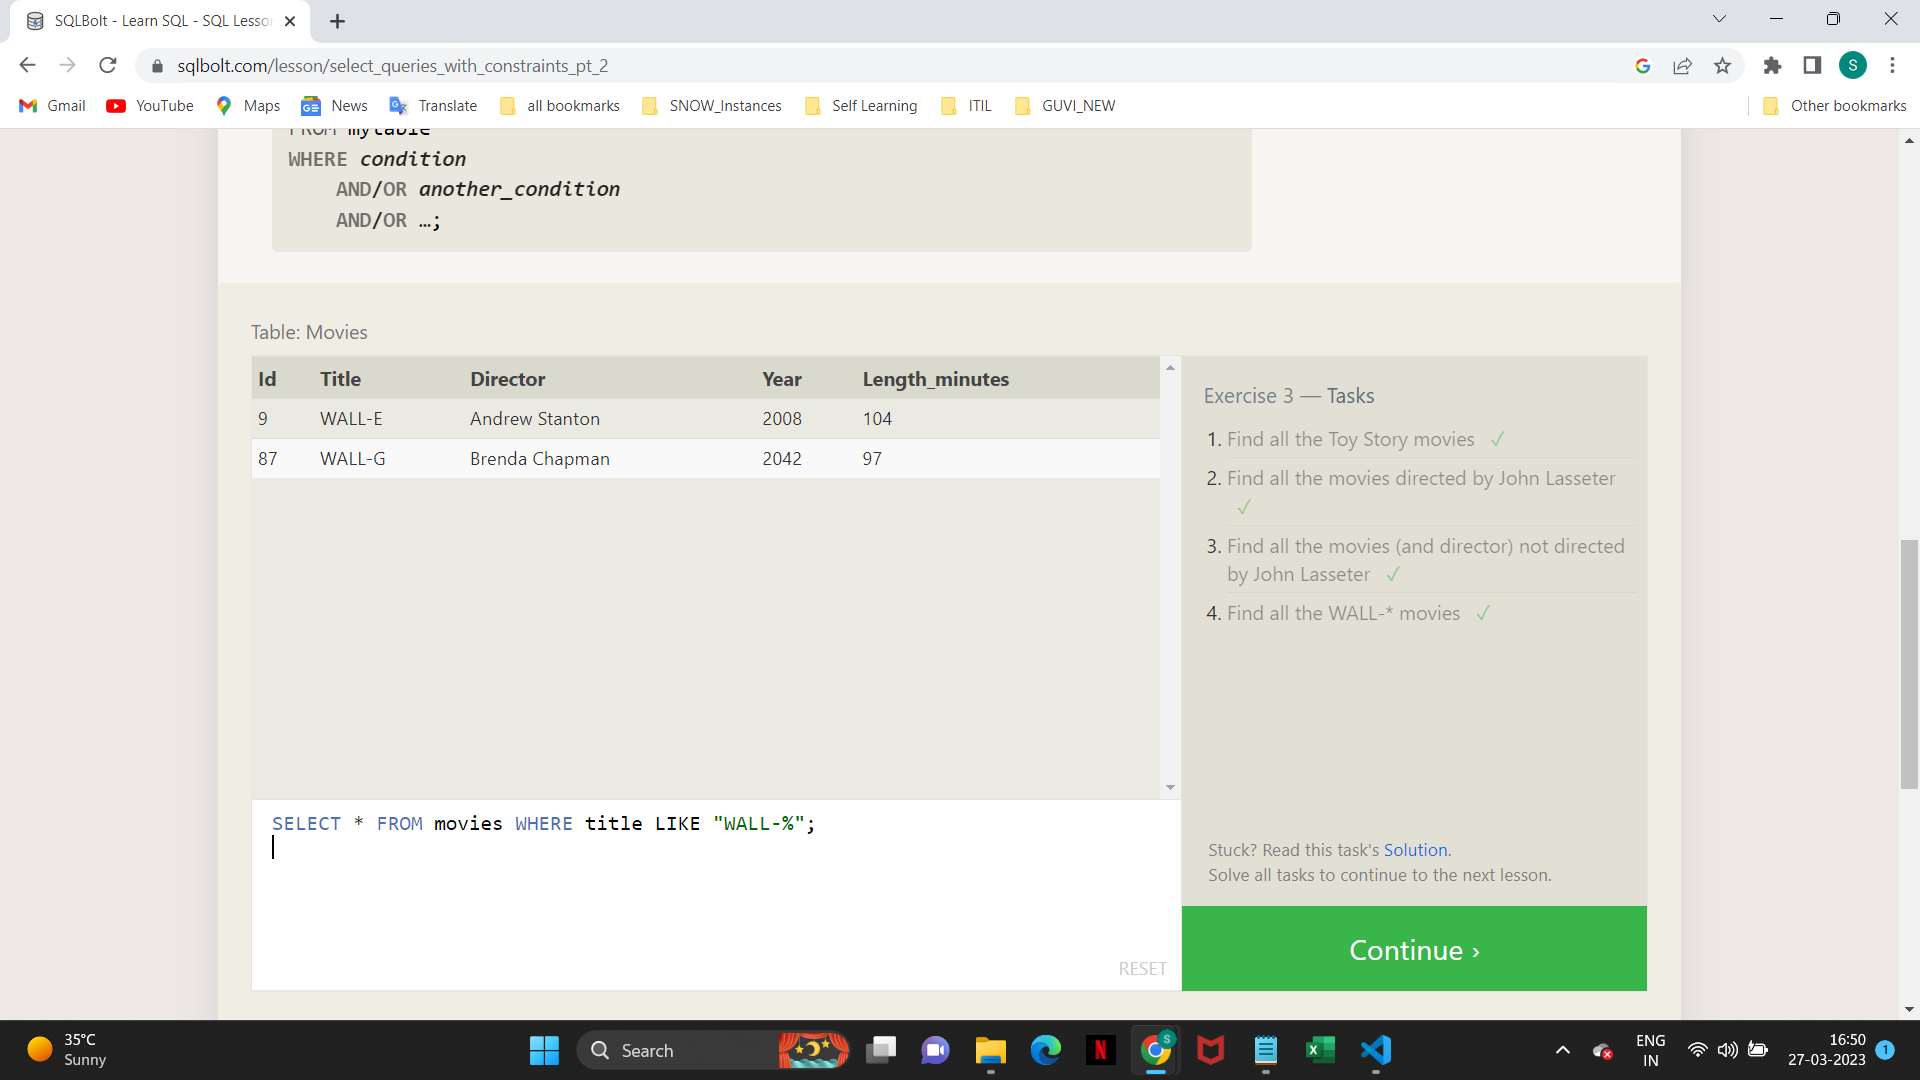 SQLBolt - Learn SQL - SQL Lesso
sqlbolt.com/lesson/select_queries_with_constraints_pt_2
S
Gmail YouTube Maps News Translate all bookmarks SNOW_Instances Self Learning ITIL GUVI_NEW Other bookmarks
FROM mytable
WHERE condition
AND/OR another_condition
AND/OR …;
Table: Movies
Id Title Director Year Length_minutes
9 WALL-E Andrew Stanton 2008 104
87 WALL-G Brenda Chapman 2042 97
SELECT * FROM movies WHERE title LIKE "WALL-%";
RESET
Exercise 3 — Tasks
1. Find all the Toy Story movies ✓
2. Find all the movies directed by John Lasseter
✓
3. Find all the movies (and director) not directed
by John Lasseter ✓
4. Find all the WALL-* movies ✓
Stuck? Read this task's Solution.
Solve all tasks to continue to the next lesson.
Continue ›
35°C
Sunny
Search
N
S
ENG
IN
16:50
27-03-2023
1